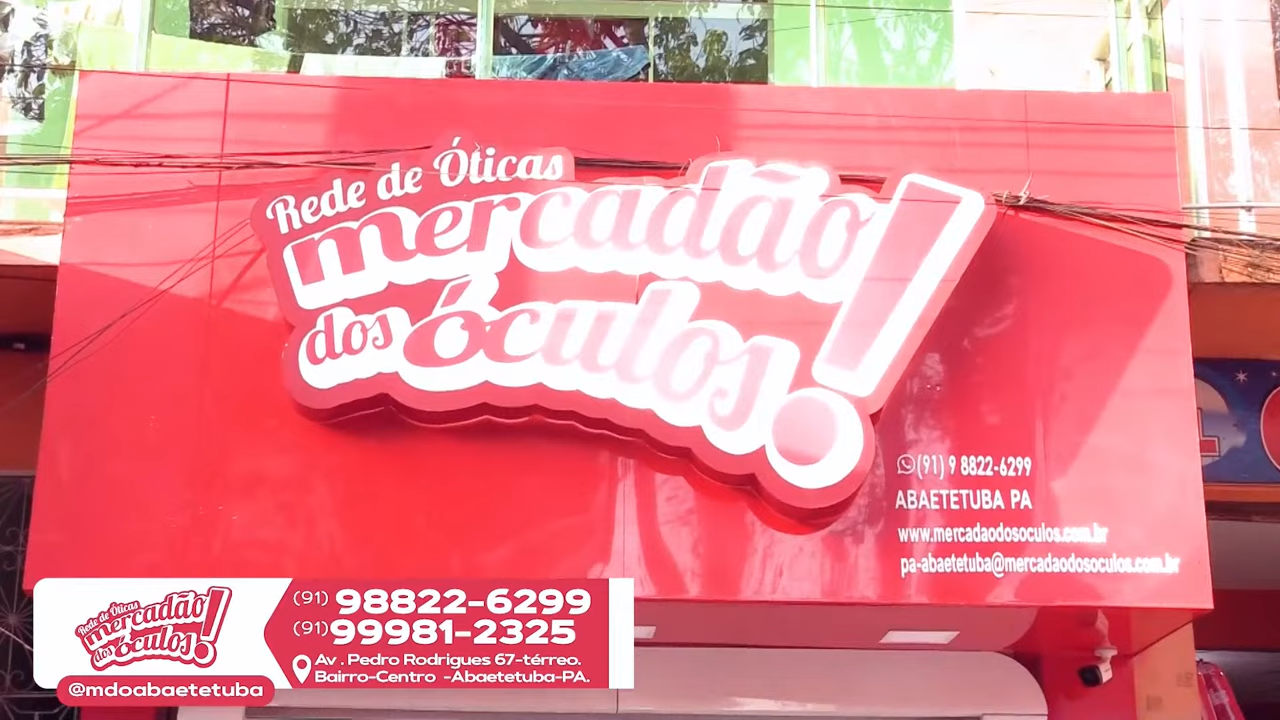 Rede de Óticas
mercadão
dos óculos!
(91) 9 8822-6299
ABAETETUBA PA
www.mercadaodosoculos.com.br
pa-abaetetuba@mercadaodosoculos.com.br
Rede de Óticas
mercadão
dos óculos!
@mdoabaetetuba
(91) 98822-6299
(91) 99981-2325
Av . Pedro Rodrigues 67-térreo.
Bairro-Centro -Abaetetuba-PA.